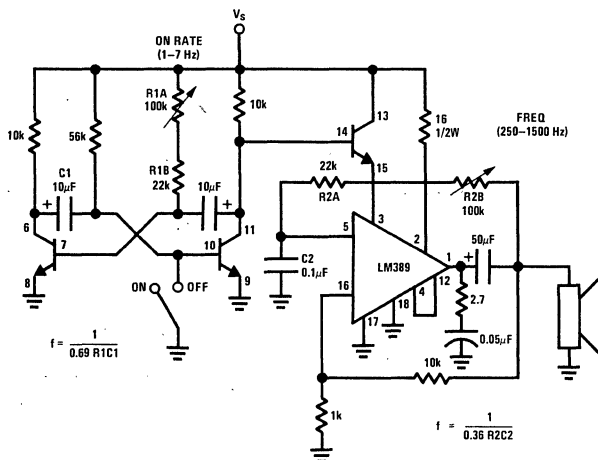 VS
ON RATE
(1–7 Hz)
R1A
100k
10k
13
16
1/2W
FREQ
(250–1500 Hz)
10k
56k
14
C1
10µF
R1B
22k
10µF
22k
R2A
15
R2B
100k
6
11
3
2
50µF
7
10
5
1
C2
0.1µF
LM389
12
8
9
ON
OFF
16
4
2.7
18
17
0.05µF
f = 1 / 0.69 R1C1
10k
1k
f = 1 / 0.36 R2C2